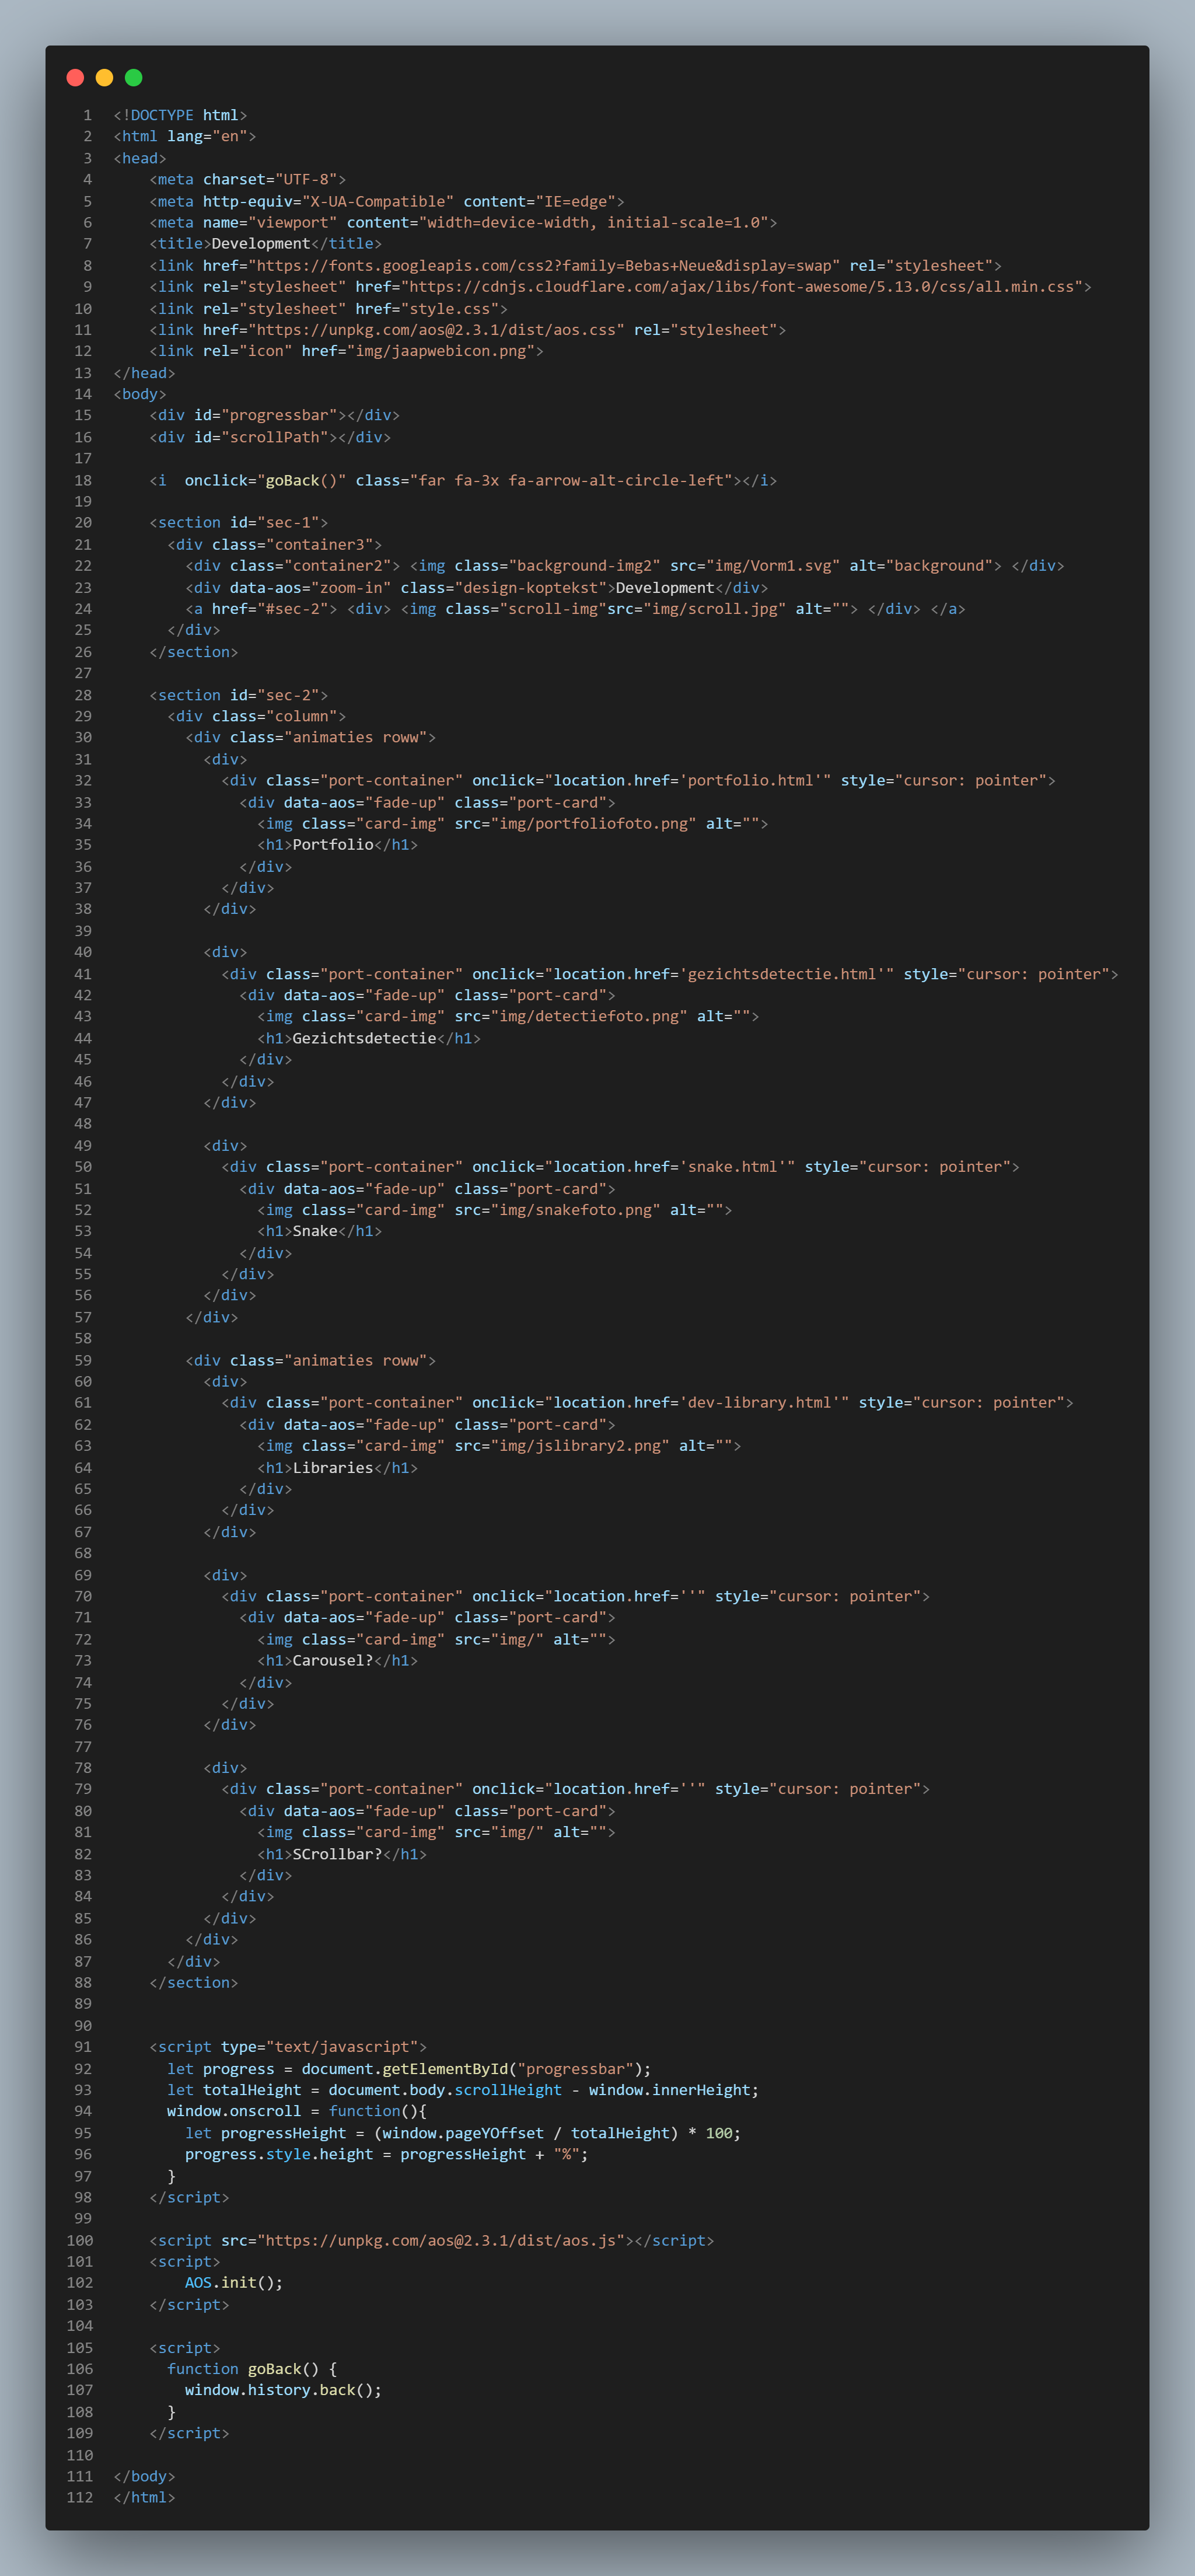 1 <!DOCTYPE html>
2 <html lang="en">
3 <head>
4     <meta charset="UTF-8">
5     <meta http-equiv="X-UA-Compatible" content="IE=edge">
6     <meta name="viewport" content="width=device-width, initial-scale=1.0">
7     <title>Development</title>
8     <link href="https://fonts.googleapis.com/css2?family=Bebas+Neue&display=swap" rel="stylesheet">
9     <link rel="stylesheet" href="https://cdnjs.cloudflare.com/ajax/libs/font-awesome/5.13.0/css/all.min.css">
10     <link rel="stylesheet" href="style.css">
11     <link href="https://unpkg.com/aos@2.3.1/dist/aos.css" rel="stylesheet">
12     <link rel="icon" href="img/jaapwebicon.png">
13 </head>
14 <body>
15     <div id="progressbar"></div>
16     <div id="scrollPath"></div>
17
18     <i  onclick="goBack()" class="far fa-3x fa-arrow-alt-circle-left"></i>
19
20     <section id="sec-1">
21       <div class="container3">
22         <div class="container2"> <img class="background-img2" src="img/Vorm1.svg" alt="background"> </div>
23         <div data-aos="zoom-in" class="design-koptekst">Development</div>
24         <a href="#sec-2"> <div> <img class="scroll-img"src="img/scroll.jpg" alt=""> </div> </a>
25       </div>
26     </section>
27
28     <section id="sec-2">
29       <div class="column">
30         <div class="animaties roww">
31           <div>
32             <div class="port-container" onclick="location.href='portfolio.html'" style="cursor: pointer">
33               <div data-aos="fade-up" class="port-card">
34                 <img class="card-img" src="img/portfoliofoto.png" alt="">
35                 <h1>Portfolio</h1>
36               </div>
37             </div>
38           </div>
39
40           <div>
41             <div class="port-container" onclick="location.href='gezichtsdetectie.html'" style="cursor: pointer">
42               <div data-aos="fade-up" class="port-card">
43                 <img class="card-img" src="img/detectiefoto.png" alt="">
44                 <h1>Gezichtsdetectie</h1>
45               </div>
46             </div>
47           </div>
48
49           <div>
50             <div class="port-container" onclick="location.href='snake.html'" style="cursor: pointer">
51               <div data-aos="fade-up" class="port-card">
52                 <img class="card-img" src="img/snakefoto.png" alt="">
53                 <h1>Snake</h1>
54               </div>
55             </div>
56           </div>
57         </div>
58
59         <div class="animaties roww">
60           <div>
61             <div class="port-container" onclick="location.href='dev-library.html'" style="cursor: pointer">
62               <div data-aos="fade-up" class="port-card">
63                 <img class="card-img" src="img/jslibrary2.png" alt="">
64                 <h1>Libraries</h1>
65               </div>
66             </div>
67           </div>
68
69           <div>
70             <div class="port-container" onclick="location.href=''" style="cursor: pointer">
71               <div data-aos="fade-up" class="port-card">
72                 <img class="card-img" src="img/" alt="">
73                 <h1>Carousel?</h1>
74               </div>
75             </div>
76           </div>
77
78           <div>
79             <div class="port-container" onclick="location.href=''" style="cursor: pointer">
80               <div data-aos="fade-up" class="port-card">
81                 <img class="card-img" src="img/" alt="">
82                 <h1>SCrollbar?</h1>
83               </div>
84             </div>
85           </div>
86         </div>
87       </div>
88     </section>
89
90
91     <script type="text/javascript">
92       let progress = document.getElementById("progressbar");
93       let totalHeight = document.body.scrollHeight - window.innerHeight;
94       window.onscroll = function(){
95         let progressHeight = (window.pageYOffset / totalHeight) * 100;
96         progress.style.height = progressHeight + "%";
97       }
98     </script>
99
100     <script src="https://unpkg.com/aos@2.3.1/dist/aos.js"></script>
101     <script>
102         AOS.init();
103     </script>
104
105     <script>
106       function goBack() {
107         window.history.back();
108       }
109     </script>
110
111 </body>
112 </html>